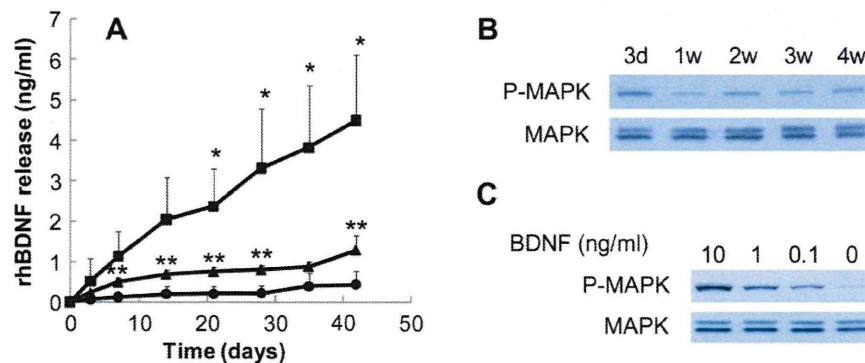 A
rhBDNF release (ng/ml)
7
6
5
4
3
2
1
0
* * * *
** ** ** ** **
0 10 20 30 40 50
Time (days)
B
3d 1w 2w 3w 4w
P-MAPK
MAPK
C
BDNF (ng/ml) 10 1 0.1 0
P-MAPK
MAPK